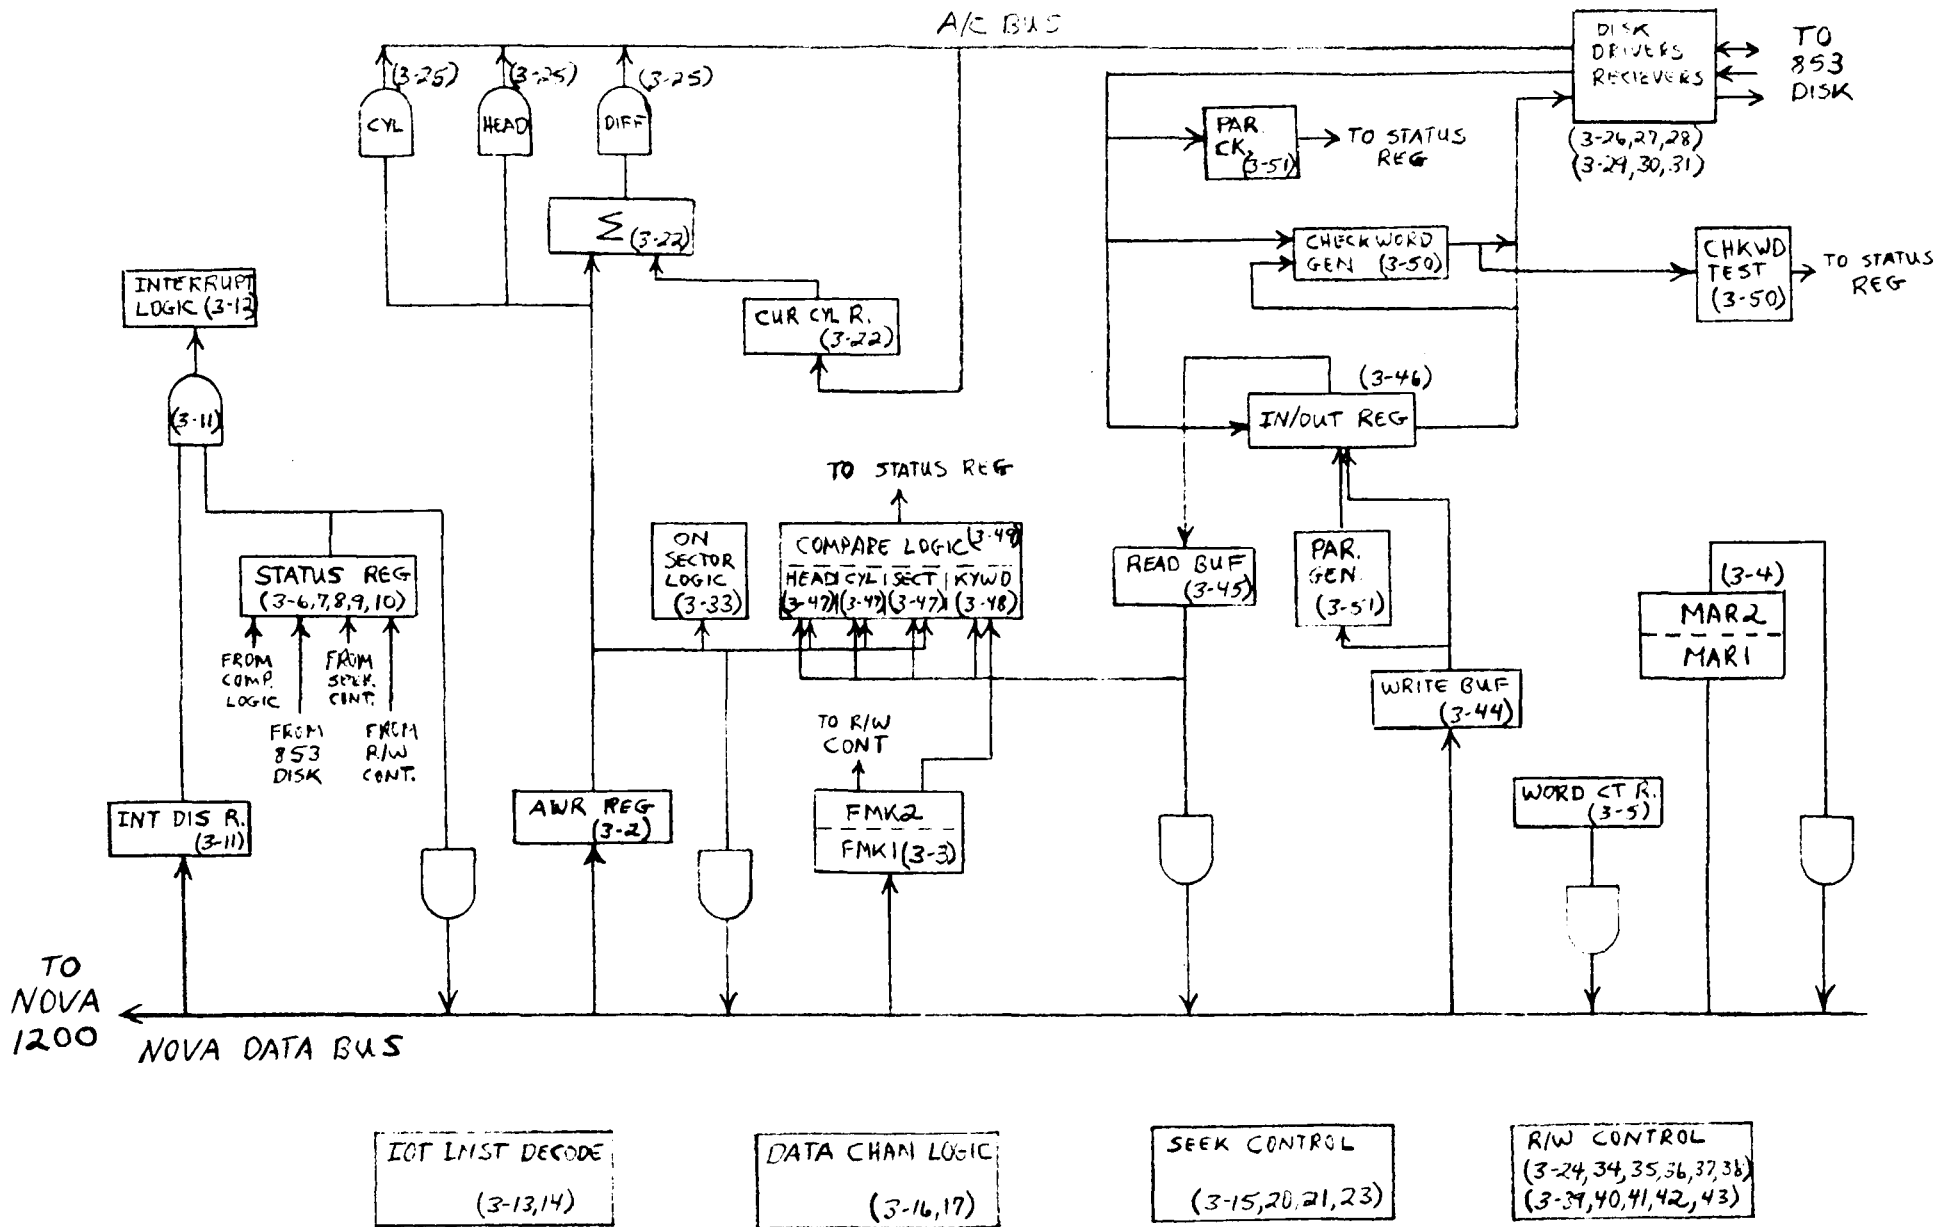 A/C BUS
DISK
DRIVERS
RECIEVERS
TO
853
DISK
(3-26,27,28)
(3-29,30,31)
(3-25)
(3-25)
(3-25)
CYL
HEAD
DIFF
PAR.
CK.
(3-51)
TO STATUS
REG
Σ (3-22)
CHECKWORD
GEN (3-50)
CHKWD
TEST
(3-50)
TO STATUS
REG
INTERRUPT
LOGIC (3-12)
CUR CYL R.
(3-22)
(3-11)
(3-46)
IN/OUT REG
TO STATUS REG
STATUS REG
(3-6,7,8,9,10)
ON
SECTOR
LOGIC
(3-33)
COMPARE LOGIC (3-49)
HEAD CYL SECT KYWD
(3-47) (3-47) (3-47) (3-48)
READ BUF
(3-45)
PAR.
GEN.
(3-51)
(3-4)
MAR2
MAR1
FROM
COMP.
LOGIC
FROM
SEEK.
CONT.
FROM
853
DISK
FROM
R/W
CONT.
WRITE BUF
(3-44)
TO R/W
CONT
INT DIS R.
(3-11)
AWR REG
(3-2)
FMK2
FMK1 (3-3)
WORD CT R.
(3-5)
TO
NOVA
1200
NOVA DATA BUS
IOT INST DECODE
(3-13,14)
DATA CHAN LOGIC
(3-16,17)
SEEK CONTROL
(3-15,20,21,23)
R/W CONTROL
(3-24,34,35,36,37,38)
(3-39,40,41,42,43)